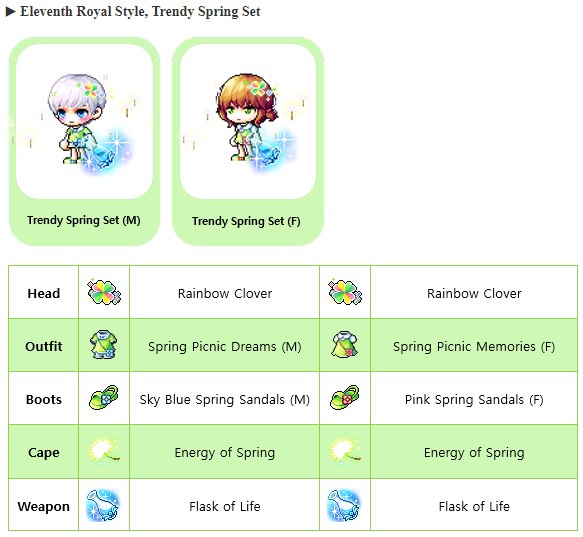 ▶ Eleventh Royal Style, Trendy Spring Set
Trendy Spring Set (M)
Trendy Spring Set (F)
Head Rainbow Clover Rainbow Clover
Outfit Spring Picnic Dreams (M) Spring Picnic Memories (F)
Boots Sky Blue Spring Sandals (M) Pink Spring Sandals (F)
Cape Energy of Spring Energy of Spring
Weapon Flask of Life Flask of Life